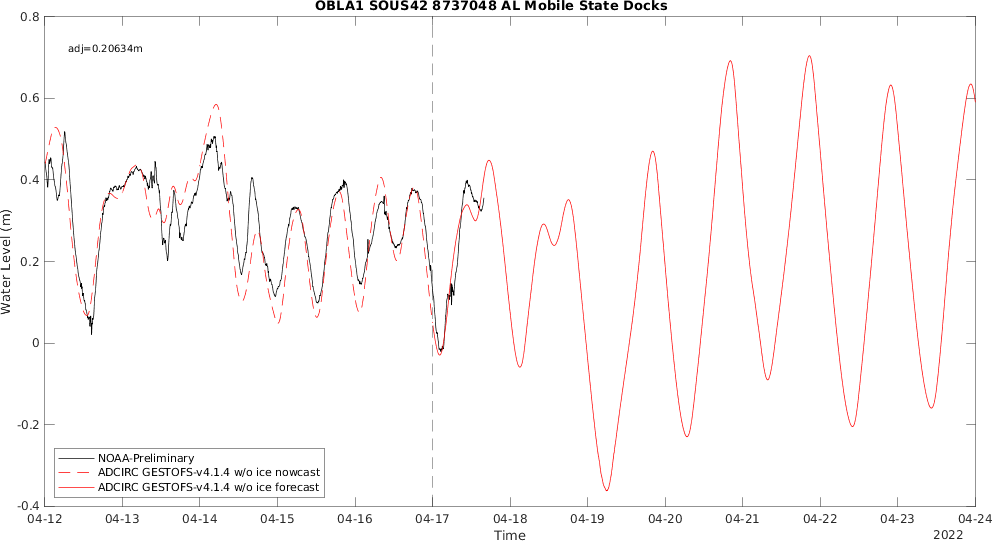 OBLA1 SOUS42 8737048 AL Mobile State Docks
adj=0.20634m
Water Level (m)
0.8
0.6
0.4
0.2
0
-0.2
-0.4
NOAA-Preliminary
ADCIRC GESTOFS-v4.1.4 w/o ice nowcast
ADCIRC GESTOFS-v4.1.4 w/o ice forecast
04-12 04-13 04-14 04-15 04-16 04-17 04-18 04-19 04-20 04-21 04-22 04-23 04-24
Time
2022